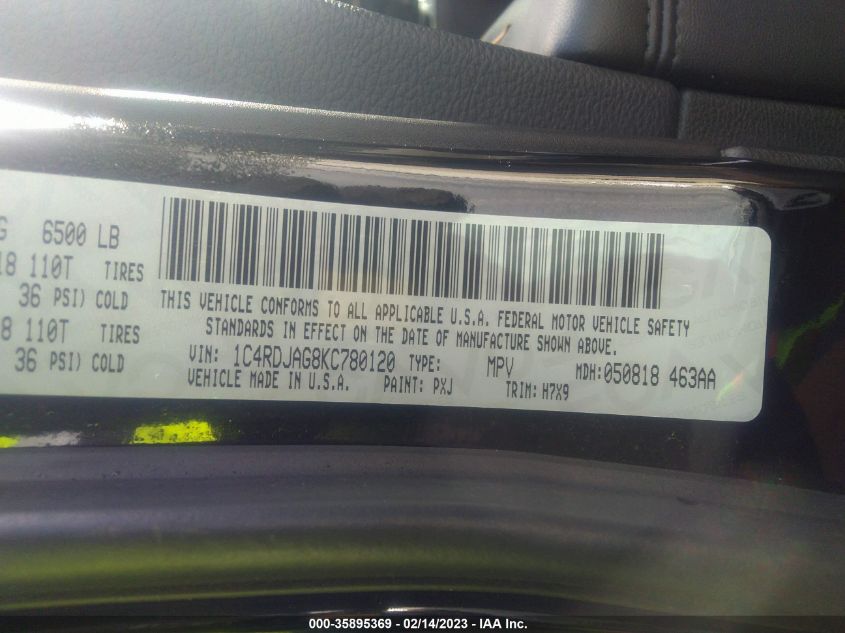 G 6500 LB
18 110T TIRES
36 PSI) COLD
8 110T TIRES
36 PSI) COLD
THIS VEHICLE CONFORMS TO ALL APPLICABLE U.S.A. FEDERAL MOTOR VEHICLE SAFETY
STANDARDS IN EFFECT ON THE DATE OF MANUFACTURE SHOWN ABOVE.
VIN: 1C4RDJAG8KC780120 TYPE: MPV MDH:050818 463AA
VEHICLE MADE IN U.S.A. PAINT: PXJ TRIM: H7X9
000-35895369 - 02/14/2023 - IAA Inc.